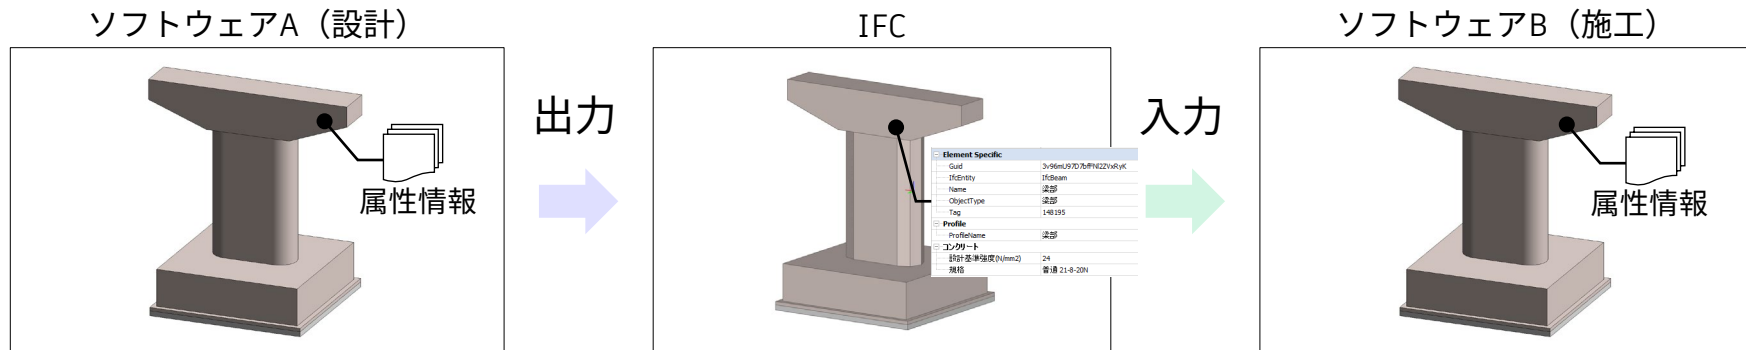 ソフトウェアA（設計）
IFC
ソフトウェアB（施工）
出力
入力
属性情報
Element Specific
Guid
IfcEntity IfcBeam
Name 梁部
ObjectType 梁部
Tag 148195
Profile
ProfileName 梁部
コンクリート
設計基準強度(N/mm2) 24
規格 普通 21-8-20N
属性情報